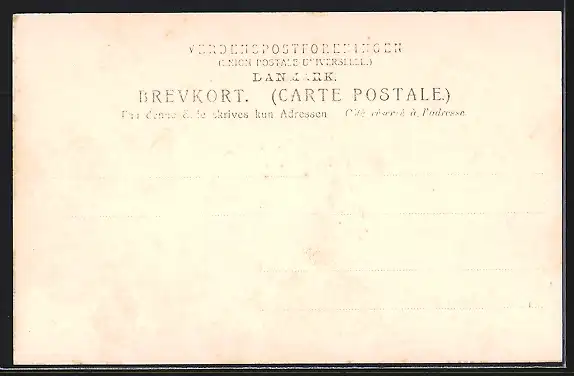 VERDENSPOSTFORENINGEN
(UNION POSTALE UNIVERSELLE.)
DANMARK.
BREVKORT. (CARTE POSTALE.)
Paa denne Side skrives kun Adressen Côté réservé à l'adresse